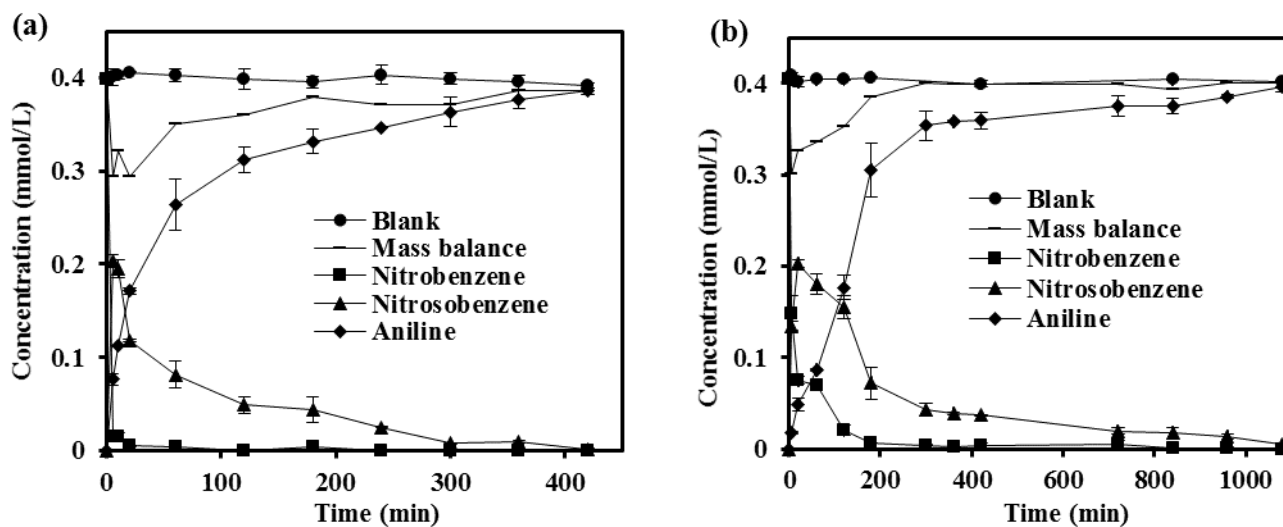 (a)
Concentration (mmol/L)
0.4
0.3
0.2
0.1
0
0 100 200 300 400
Time (min)
Blank
Mass balance
Nitrobenzene
Nitrosobenzene
Aniline
(b)
Concentration (mmol/L)
0.4
0.3
0.2
0.1
0
0 200 400 600 800 1000
Time (min)
Blank
Mass balance
Nitrobenzene
Nitrosobenzene
Aniline